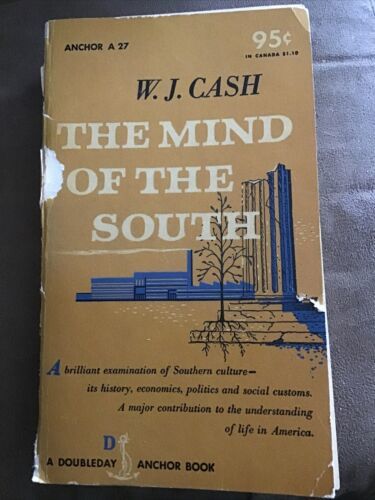 ANCHOR A 27
95¢
IN CANADA $1.10
W. J. CASH
THE MIND
OF THE
SOUTH
A brilliant examination of Southern culture—
its history, economics, politics and social customs.
A major contribution to the understanding
of life in America.
D
A DOUBLEDAY ANCHOR BOOK